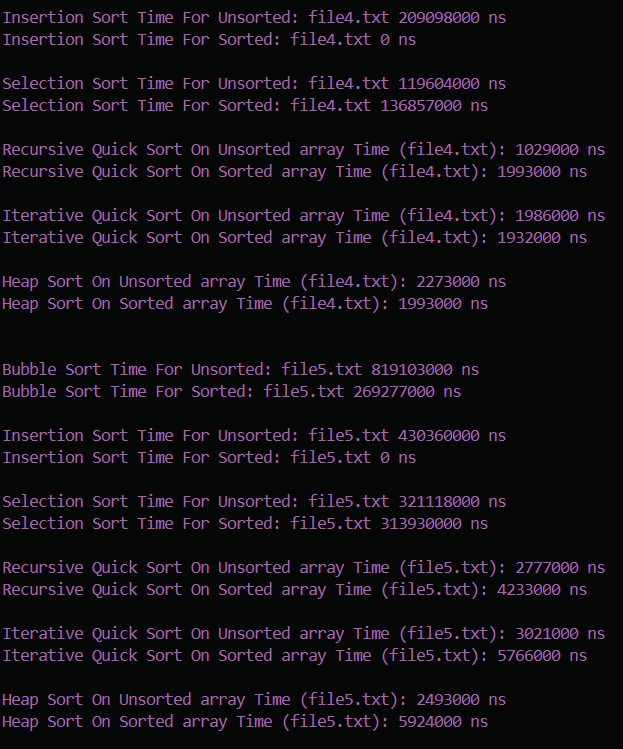 Insertion Sort Time For Unsorted: file4.txt 209098000 ns
Insertion Sort Time For Sorted: file4.txt 0 ns
Selection Sort Time For Unsorted: file4.txt 119604000 ns
Selection Sort Time For Sorted: file4.txt 136857000 ns
Recursive Quick Sort On Unsorted array Time (file4.txt): 1029000 ns
Recursive Quick Sort On Sorted array Time (file4.txt): 1993000 ns
Iterative Quick Sort On Unsorted array Time (file4.txt): 1986000 ns
Iterative Quick Sort On Sorted array Time (file4.txt): 1932000 ns
Heap Sort On Unsorted array Time (file4.txt): 2273000 ns
Heap Sort On Sorted array Time (file4.txt): 1993000 ns
Bubble Sort Time For Unsorted: file5.txt 819103000 ns
Bubble Sort Time For Sorted: file5.txt 269277000 ns
Insertion Sort Time For Unsorted: file5.txt 430360000 ns
Insertion Sort Time For Sorted: file5.txt 0 ns
Selection Sort Time For Unsorted: file5.txt 321118000 ns
Selection Sort Time For Sorted: file5.txt 313930000 ns
Recursive Quick Sort On Unsorted array Time (file5.txt): 2777000 ns
Recursive Quick Sort On Sorted array Time (file5.txt): 4233000 ns
Iterative Quick Sort On Unsorted array Time (file5.txt): 3021000 ns
Iterative Quick Sort On Sorted array Time (file5.txt): 5766000 ns
Heap Sort On Unsorted array Time (file5.txt): 2493000 ns
Heap Sort On Sorted array Time (file5.txt): 5924000 ns